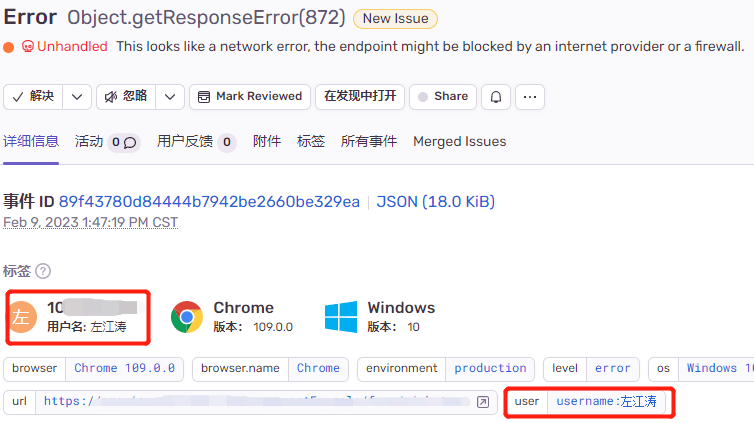 Error Object.getResponseError(872) New Issue
Unhandled This looks like a network error, the endpoint might be blocked by an internet provider or a firewall.
解决 忽略 Mark Reviewed 在发现中打开 Share
详细信息 活动 0 用户反馈 0 附件 标签 所有事件 Merged Issues
事件 ID 89f43780d84444b7942be2660be329ea JSON (18.0 KiB)
Feb 9, 2023 1:47:19 PM CST
标签
左 10 Chrome Windows
用户名: 左江涛 版本: 109.0.0 版本: 10
browser Chrome 109.0.0 browser.name Chrome environment production level error os Windows 10
url https:/ user username:左江涛